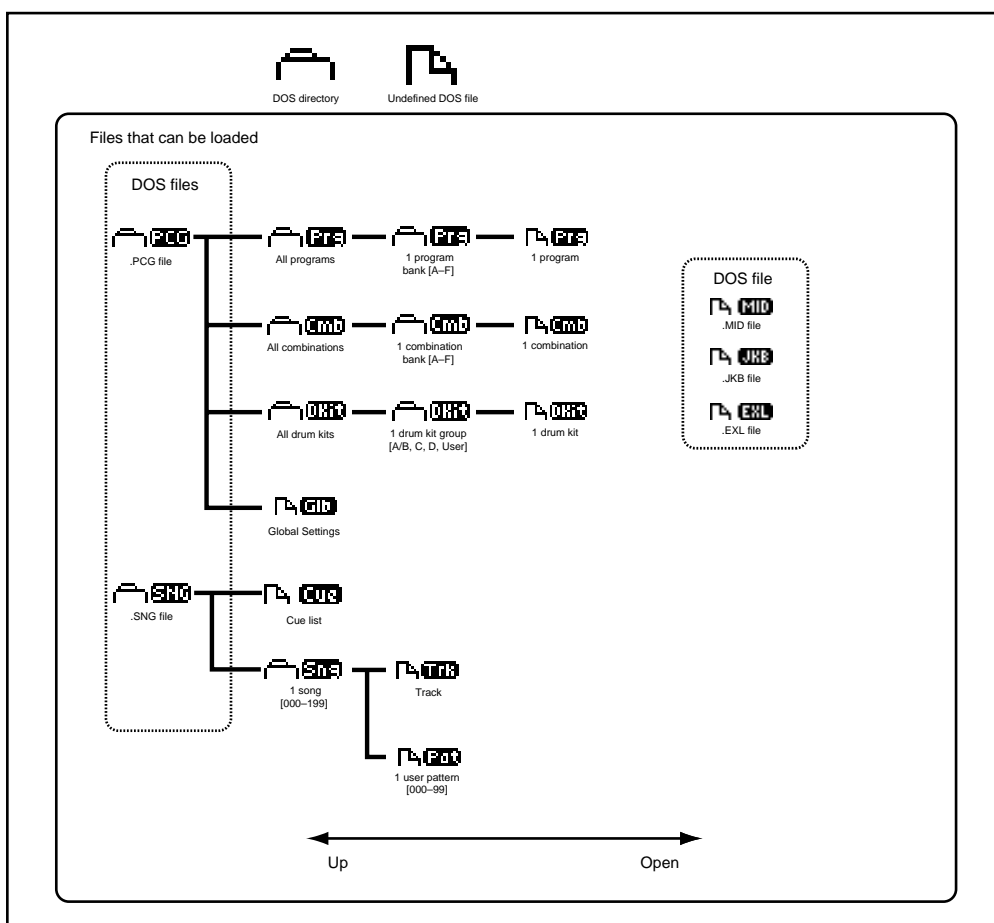 DOS directory
Undefined DOS file
Files that can be loaded
DOS files
PCG
.PCG file
Prg
All programs
Prg
1 program
bank [A–F]
Prg
1 program
Cmb
All combinations
Cmb
1 combination
bank [A–F]
Cmb
1 combination
DKit
All drum kits
DKit
1 drum kit group
[A/B, C, D, User]
DKit
1 drum kit
Glb
Global Settings
SNG
.SNG file
Cue
Cue list
Sng
1 song
[000–199]
Trk
Track
Pat
1 user pattern
[000–99]
DOS file
MID
.MID file
JKB
.JKB file
EXL
.EXL file
Up
Open